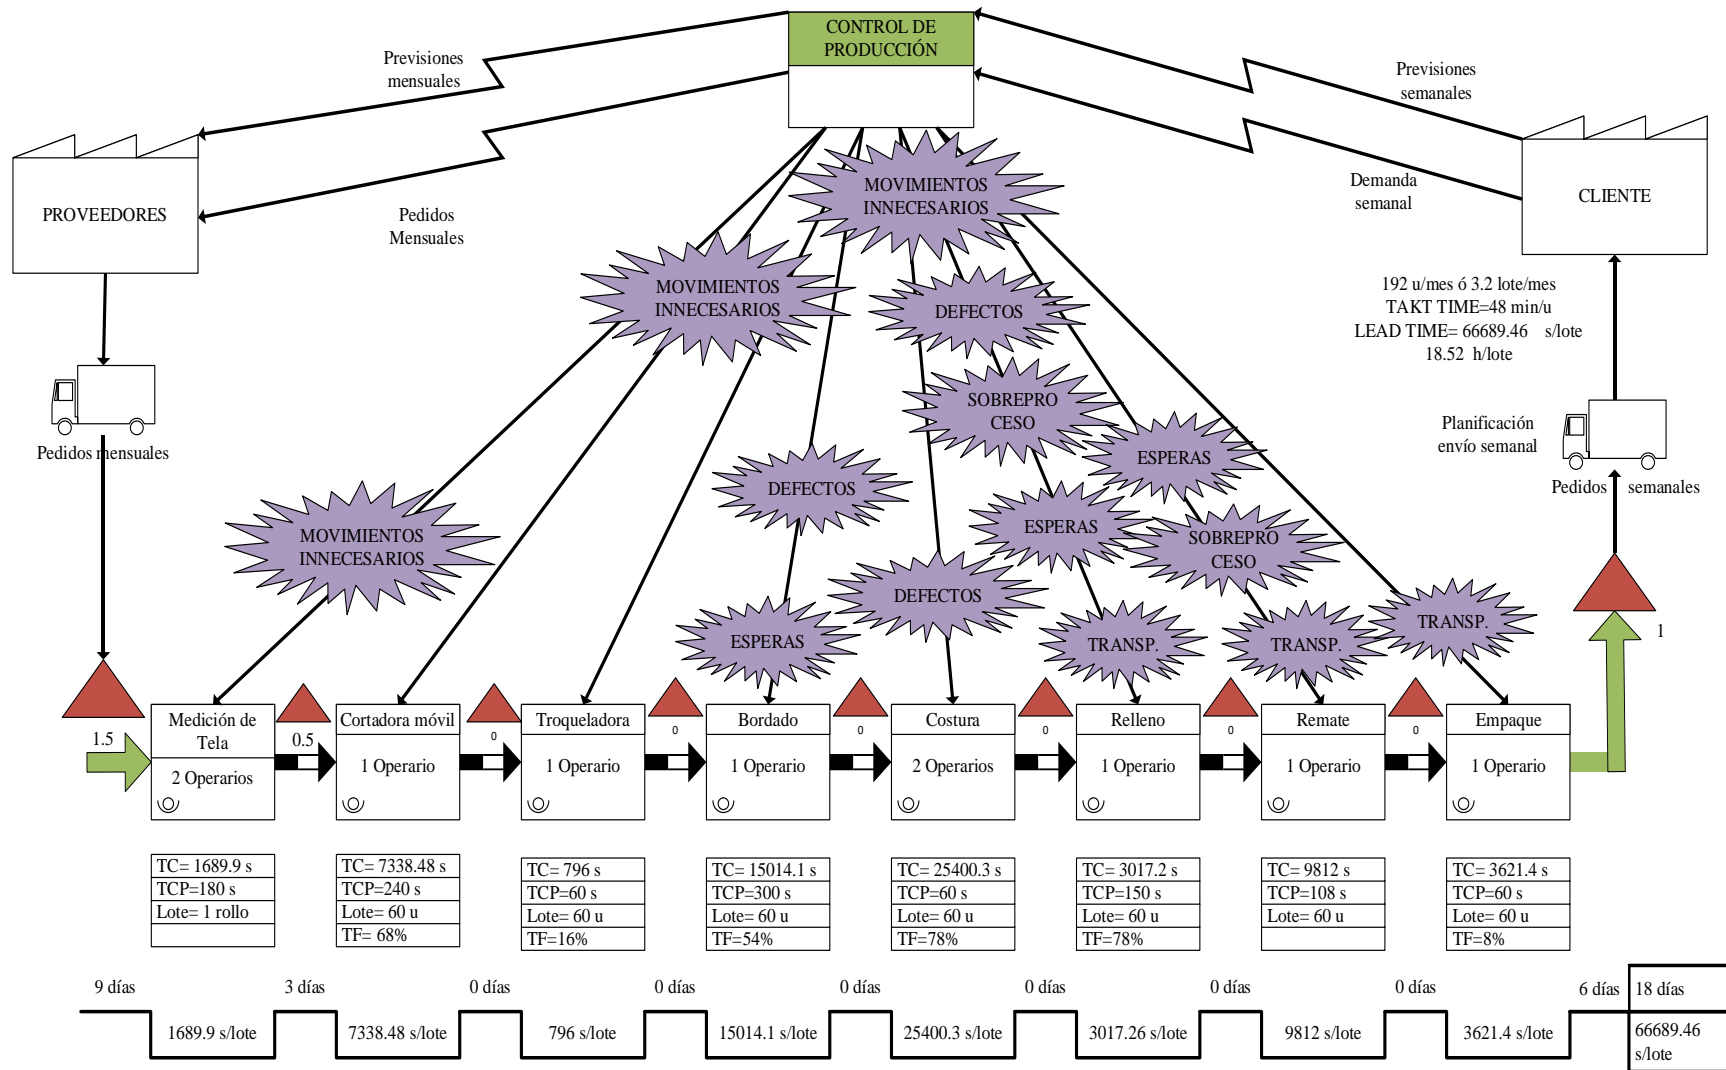 CONTROL DE
PRODUCCIÓN
Previsiones
mensuales
Previsiones
semanales
PROVEEDORES
Pedidos
Mensuales
MOVIMIENTOS
INNECESARIOS
Demanda
semanal
CLIENTE
MOVIMIENTOS
INNECESARIOS
DEFECTOS
192 u/mes ó 3.2 lote/mes
TAKT TIME=48 min/u
LEAD TIME= 66689.46 s/lote
18.52 h/lote
SOBREPRO
CESO
Pedidos mensuales
Planificación
envío semanal
ESPERAS
DEFECTOS
Pedidos semanales
MOVIMIENTOS
INNECESARIOS
ESPERAS
SOBREPRO
CESO
DEFECTOS
ESPERAS
TRANSP.
TRANSP.
TRANSP.
1
1.5
Medición de
Tela
2 Operarios
0.5
Cortadora móvil
1 Operario
0
Troqueladora
1 Operario
0
Bordado
1 Operario
0
Costura
2 Operarios
0
Relleno
1 Operario
0
Remate
1 Operario
0
Empaque
1 Operario
TC= 1689.9 s
TCP=180 s
Lote= 1 rollo
TC= 7338.48 s
TCP=240 s
Lote= 60 u
TF= 68%
TC= 796 s
TCP=60 s
Lote= 60 u
TF=16%
TC= 15014.1 s
TCP=300 s
Lote= 60 u
TF=54%
TC= 25400.3 s
TCP=60 s
Lote= 60 u
TF=78%
TC= 3017.2 s
TCP=150 s
Lote= 60 u
TF=78%
TC= 9812 s
TCP=108 s
Lote= 60 u
TC= 3621.4 s
TCP=60 s
Lote= 60 u
TF=8%
9 días
3 días
0 días
0 días
0 días
0 días
0 días
0 días
6 días
18 días
1689.9 s/lote
7338.48 s/lote
796 s/lote
15014.1 s/lote
25400.3 s/lote
3017.26 s/lote
9812 s/lote
3621.4 s/lote
66689.46
s/lote